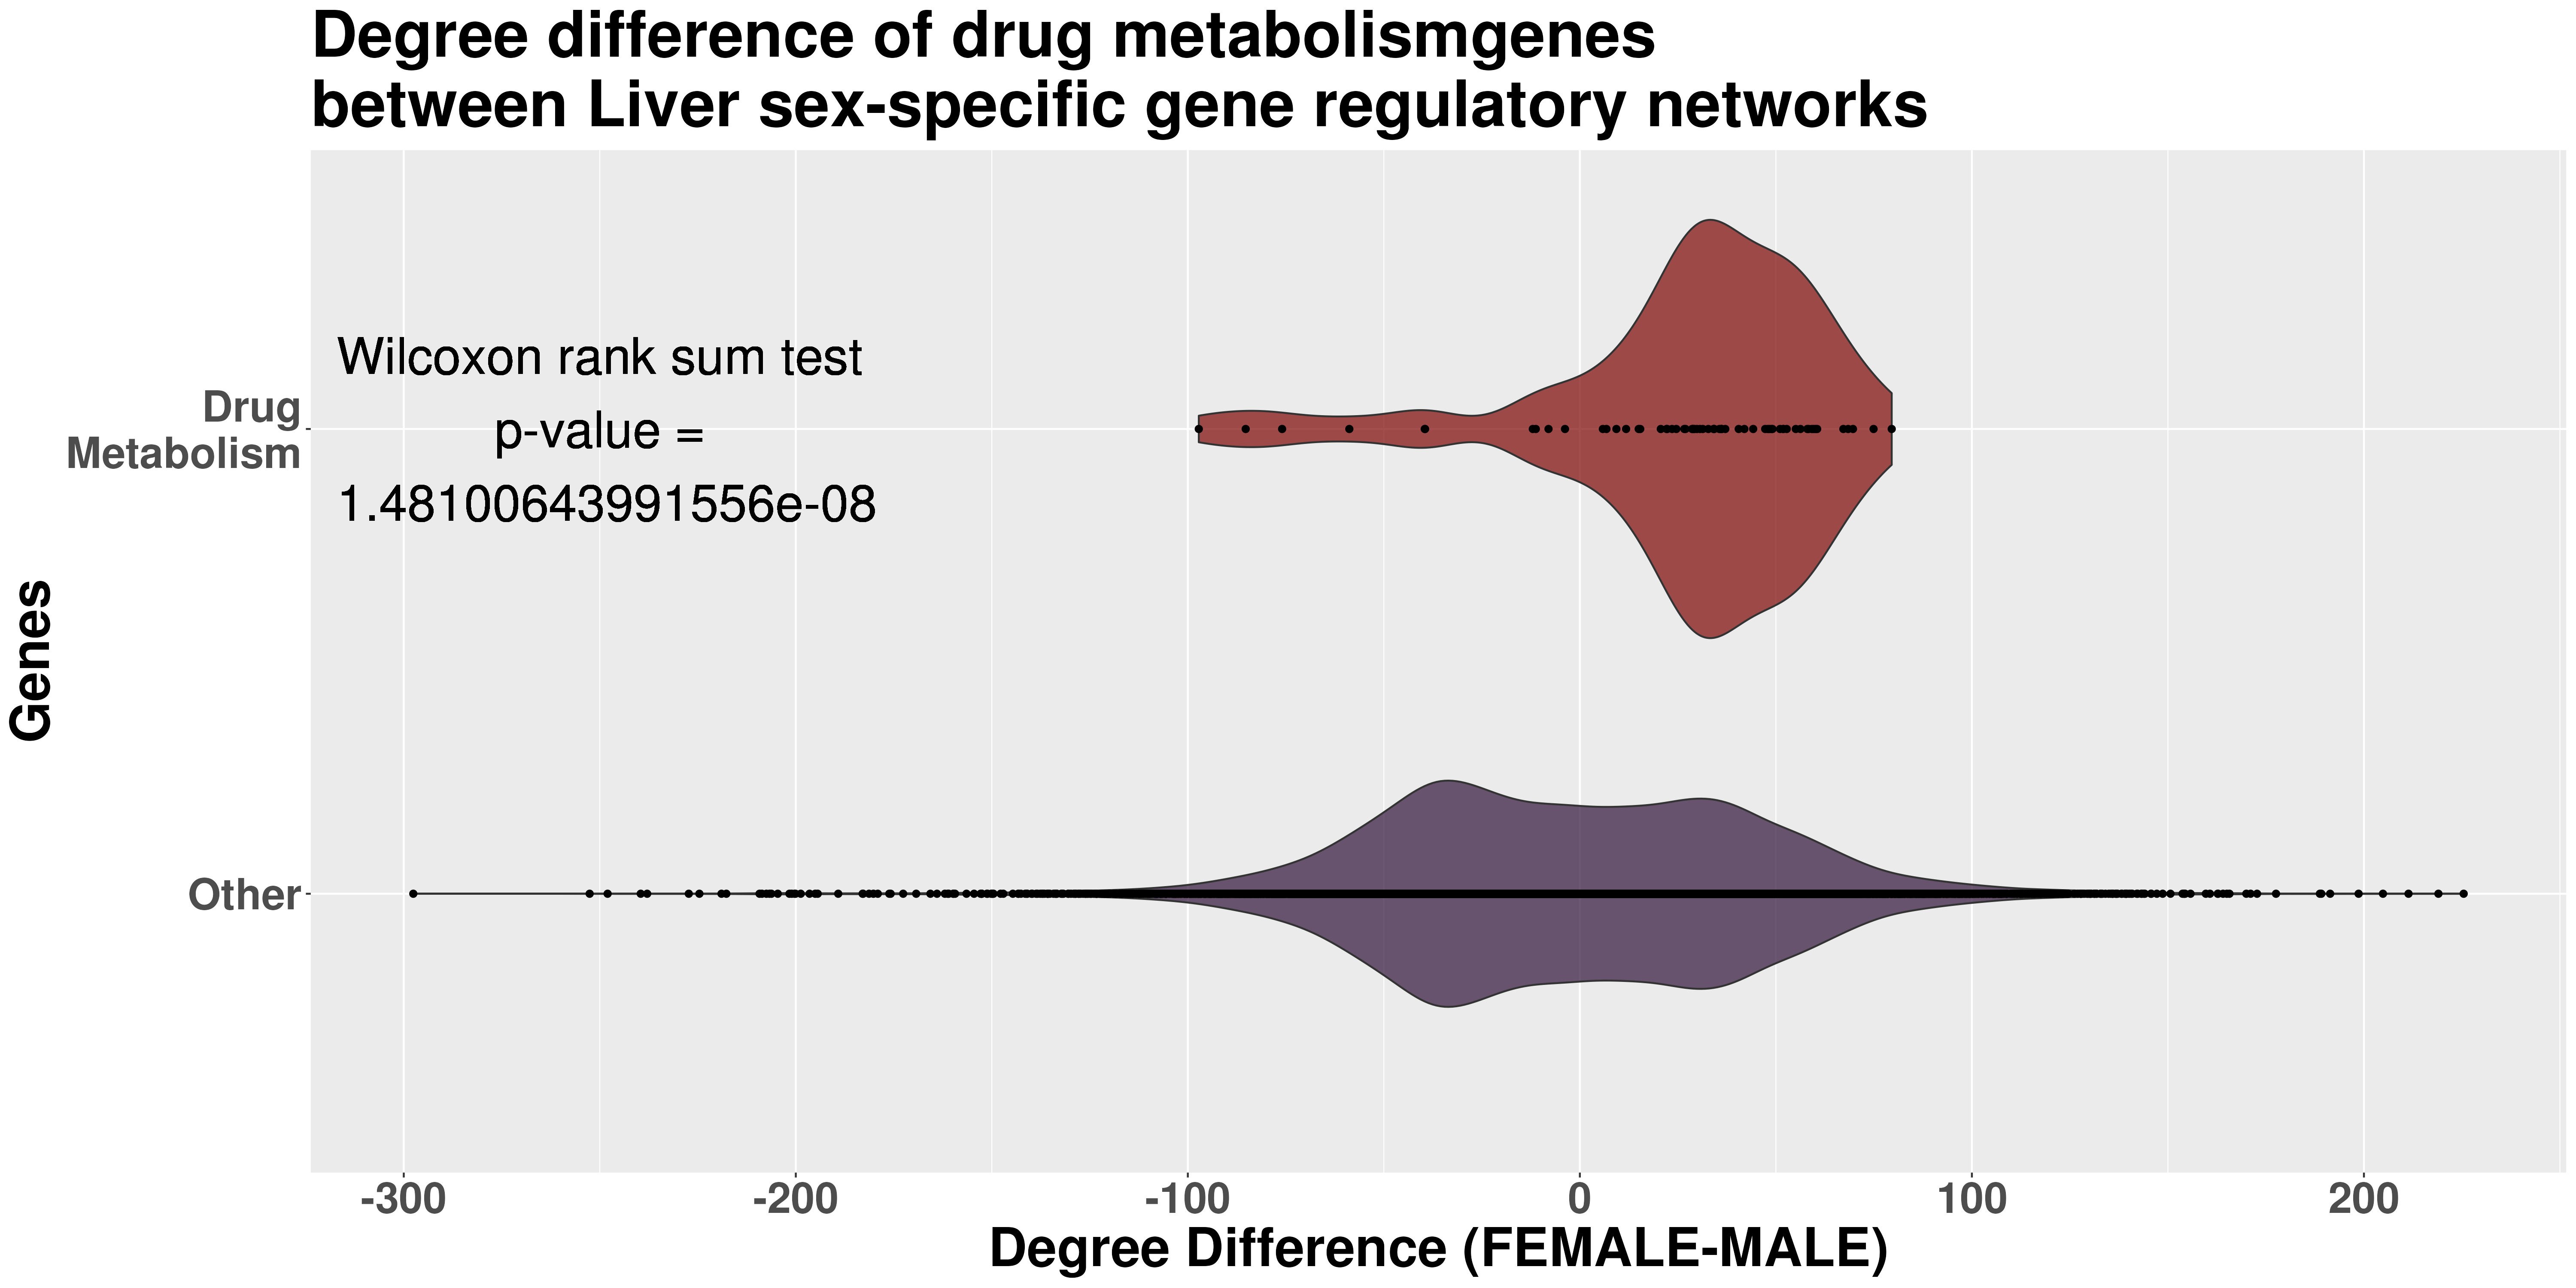 Degree difference of drug metabolismgenes
between Liver sex-specific gene regulatory networks
Wilcoxon rank sum test
p-value =
1.48100643991556e-08
Drug
Metabolism
Other
Genes
-300 -200 -100 0 100 200
Degree Difference (FEMALE-MALE)